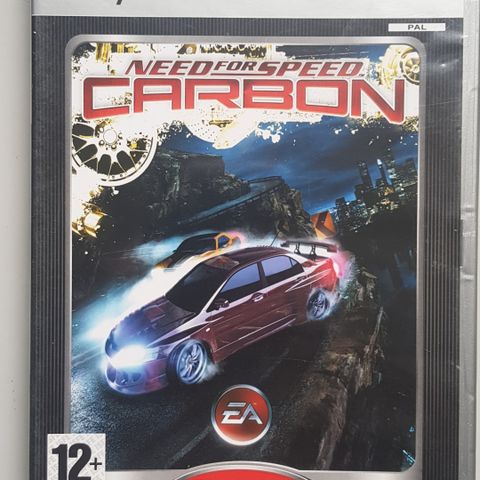 PAL
NEED FOR SPEED
CARBON
EA
12+